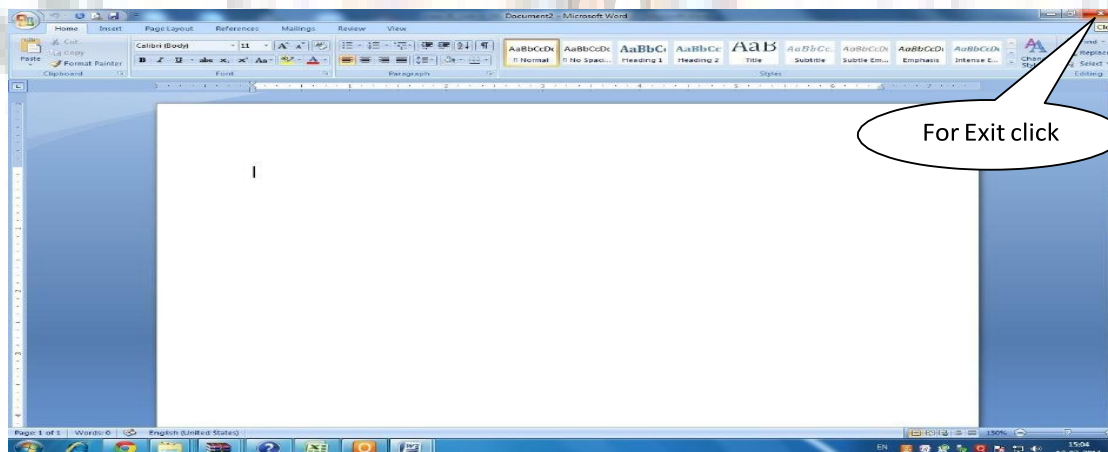 Document2 - Microsoft Word
Home Insert Page Layout References Mailings Review View
Clo
Paste
Cut
Copy
Format Painter
Calibri (Body) 11
AaBbCcDc AaBbCcDc AaBbC AaBbCc AaB AaBbCc. AaBbCcDi AaBbCcDi AaBbCcDi
¶ Normal ¶ No Spaci... Heading 1 Heading 2 Title Subtitle Subtle Em... Emphasis Intense E...
Replace
Select
Clipboard Font Paragraph Styles Editing
For Exit click
Page: 1 of 1 Words: 0 English (United States) 150%
EN 15:04